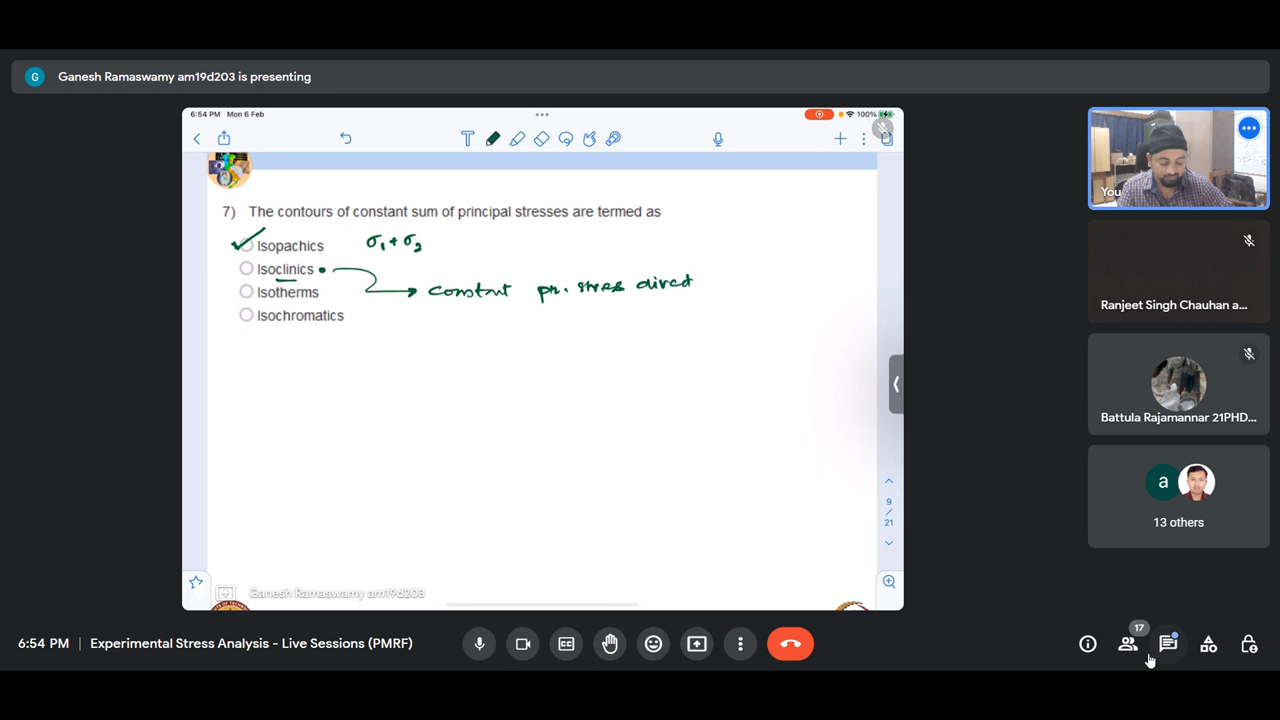 Ganesh Ramaswamy am19d203 is presenting
G
6:54 PM Mon 6 Feb
100%
7) The contours of constant sum of principal stresses are termed as
Isopachics σ₁ + σ₂
Isoclinics
constant pr. stress direct
Isotherms
Isochromatics
9
/
21
Ganesh Ramaswamy am19d203
You
Ranjeet Singh Chauhan a...
Battula Rajamannar 21PHD...
a
13 others
6:54 PM | Experimental Stress Analysis - Live Sessions (PMRF)
17